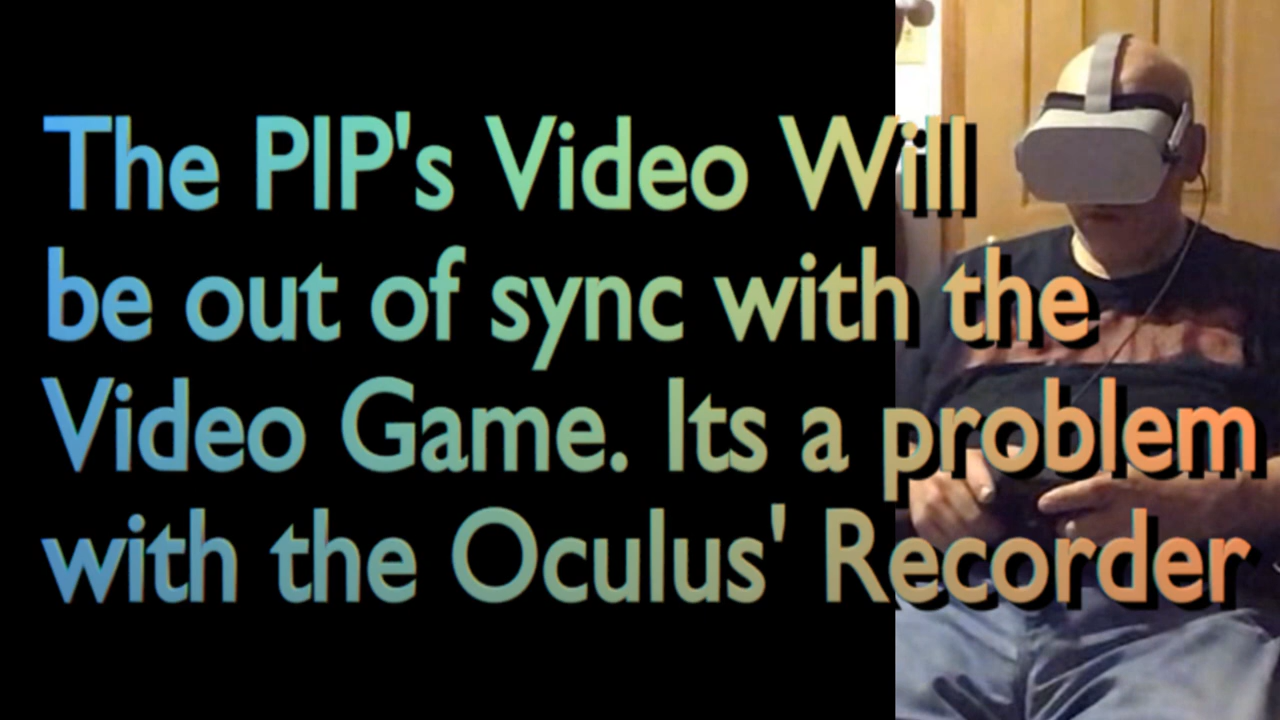 The PIP's Video Will
be out of sync with the
Video Game. Its a problem
with the Oculus' Recorder